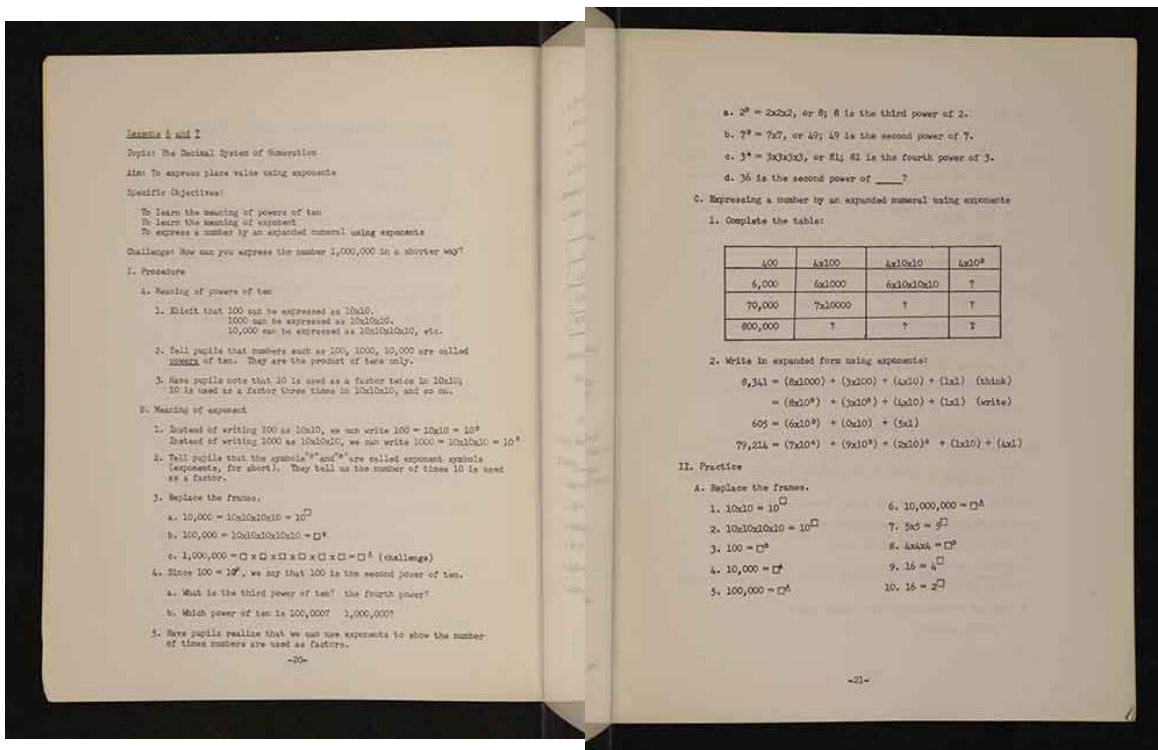 Lessons 6 and 7
Topic: The Decimal System of Numeration
Aim: To express place value using exponents
Specific Objectives:
To learn the meaning of powers of ten
To learn the meaning of exponent
To express a number by an expanded numeral using exponents
Challenge: How can you express the number 1,000,000 in a shorter way?
I. Procedure
A. Meaning of powers of ten
1. Elicit that 100 can be expressed as 10x10.
1000 can be expressed as 10x10x10.
10,000 can be expressed as 10x10x10x10, etc.
2. Tell pupils that numbers such as 100, 1000, 10,000 are called
powers of ten. They are the product of tens only.
3. Have pupils note that 10 is used as a factor twice in 10x10;
10 is used as a factor three times in 10x10x10, and so on.
B. Meaning of exponent
1. Instead of writing 100 as 10x10, we can write 100 = 10x10 = 10²
Instead of writing 1000 as 10x10x10, we can write 1000 = 10x10x10 = 10³
2. Tell pupils that the symbols "²" and "³" are called exponent symbols
(exponents, for short). They tell us the number of times 10 is used
as a factor.
3. Replace the frames.
a. 10,000 = 10x10x10x10 = 10□
b. 100,000 = 10x10x10x10x10 = □⁵
c. 1,000,000 = □ x □ x □ x □ x □ x □ = □△ (challenge)
4. Since 100 = 10², we say that 100 is the second power of ten.
a. What is the third power of ten? the fourth power?
b. Which power of ten is 100,000? 1,000,000?
5. Have pupils realize that we can use exponents to show the number
of times numbers are used as factors.
-20-
a. 2³ = 2x2x2, or 8; 8 is the third power of 2.
b. 7² = 7x7, or 49; 49 is the second power of 7.
c. 3⁴ = 3x3x3x3, or 81; 81 is the fourth power of 3.
d. 36 is the second power of ____?
C. Expressing a number by an expanded numeral using exponents
1. Complete the table:
400 4x100 4x10x10 4x10²
6,000 6x1000 6x10x10x10 ?
70,000 7x10000 ? ?
800,000 ? ? ?
2. Write in expanded form using exponents:
8,341 = (8x1000) + (3x100) + (4x10) + (1x1) (think)
= (8x10³) + (3x10²) + (4x10) + (1x1) (write)
605 = (6x10²) + (0x10) + (5x1)
79,214 = (7x10⁴) + (9x10³) + (2x10)² + (1x10) + (4x1)
II. Practice
A. Replace the frames.
1. 10x10 = 10□
2. 10x10x10x10 = 10□
3. 100 = □²
4. 10,000 = □⁴
5. 100,000 = □△
6. 10,000,000 = □△
7. 5x5 = 5□
8. 4x4x4 = □³
9. 16 = 4□
10. 16 = 2□
-21-